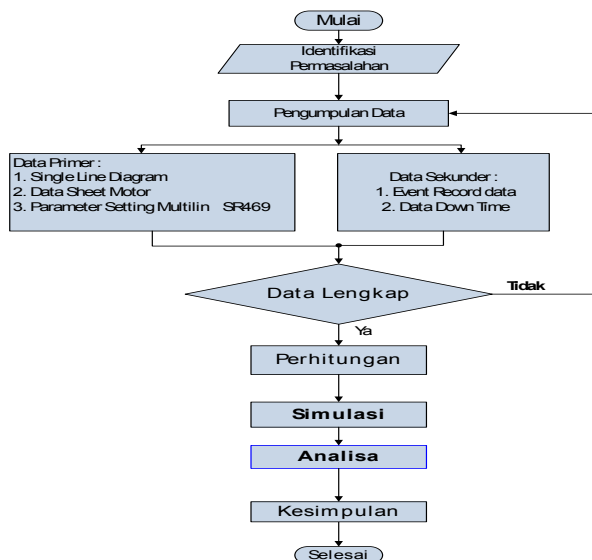 Mulai
Identifikasi
Permasalahan
Pengumpulan Data
Data Primer :
1. Single Line Diagram
2. Data Sheet Motor
3. Parameter Setting Multilin SR469
Data Sekunder :
1. Event Record data
2. Data Down Time
Data Lengkap
Tidak
Ya
Perhitungan
Simulasi
Analisa
Kesimpulan
Selesai